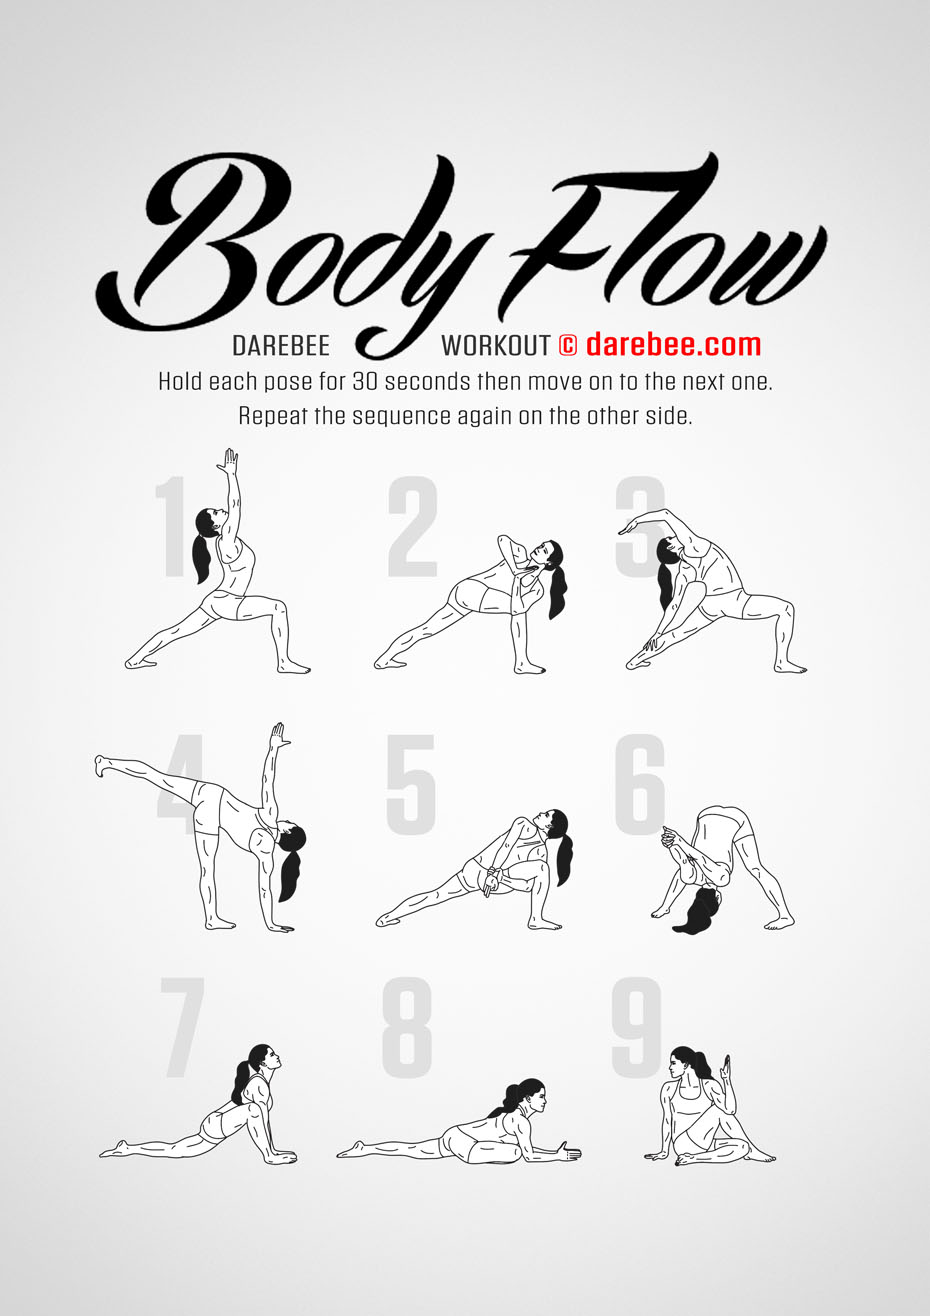 Body Flow
DAREBEE WORKOUT © darebee.com
Hold each pose for 30 seconds then move on to the next one.
Repeat the sequence again on the other side.
1 2 3
4 5 6
7 8 9